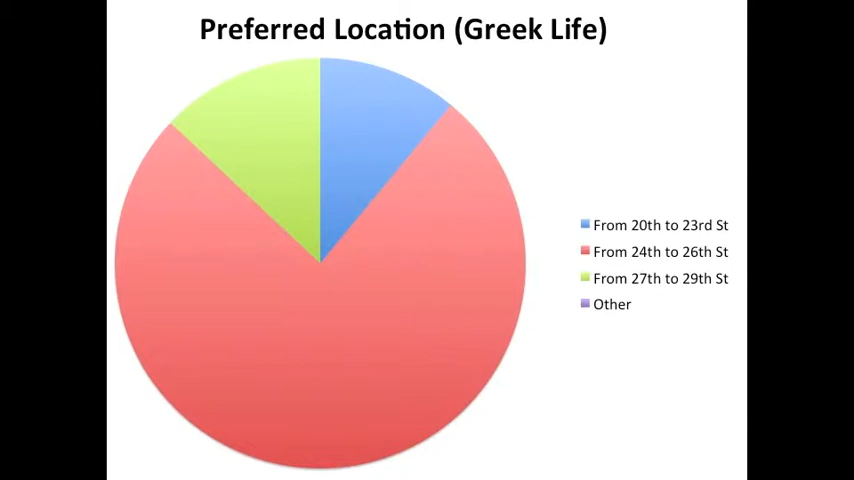 Preferred Location (Greek Life)
From 20th to 23rd St
From 24th to 26th St
From 27th to 29th St
Other